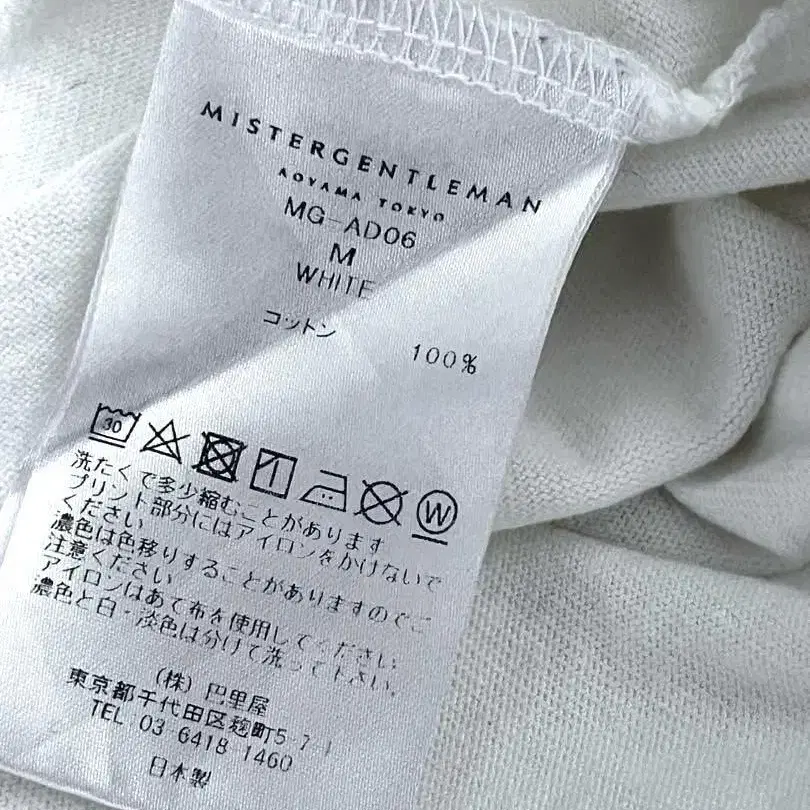 MISTERGENTLEMAN
AOYAMA TOKYO
MG-AD06
M
WHITE
コットン 100%
30
M
W
洗たくで多少縮むことがあります
プリント部分にはアイロンをかけないで
ください
濃色は色移りすることがありますのでご
注意ください
アイロンはあて布を使用してください
濃色と白・淡色は分けて洗って下さい。
(株) 巴里屋
東京都千代田区麹町5-7-1
TEL 03 6418 1460
日本製